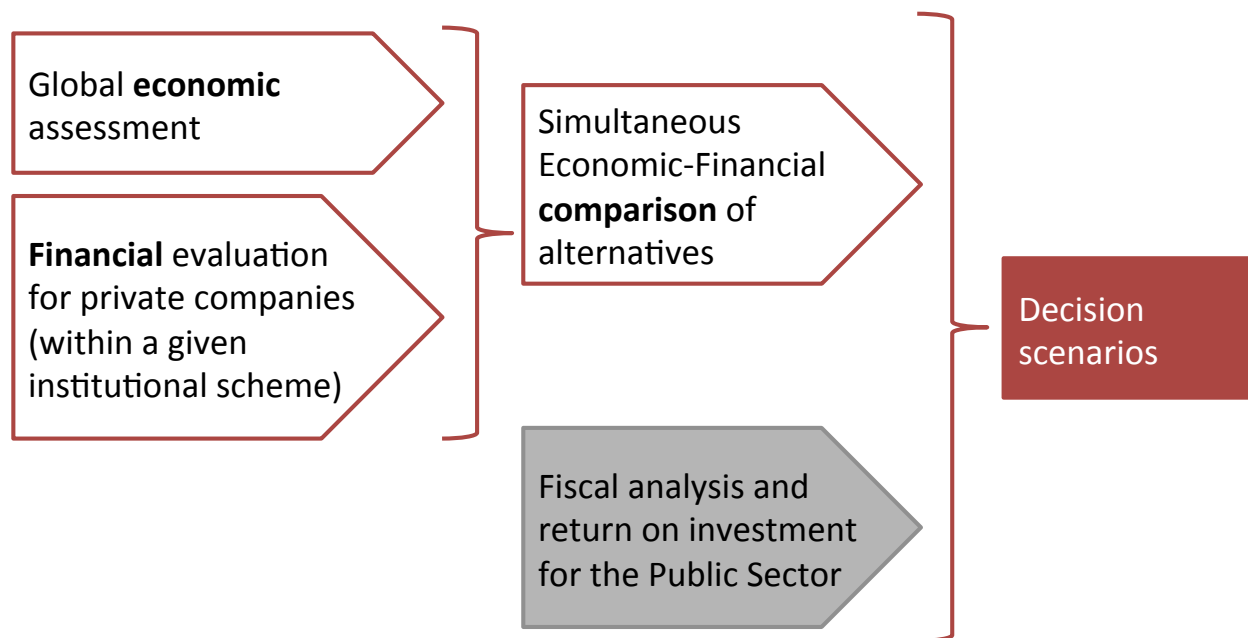 Global economic
assessment
Financial evaluation
for private companies
(within a given
institutional scheme)
Simultaneous
Economic-Financial
comparison of
alternatives
Fiscal analysis and
return on investment
for the Public Sector
Decision
scenarios